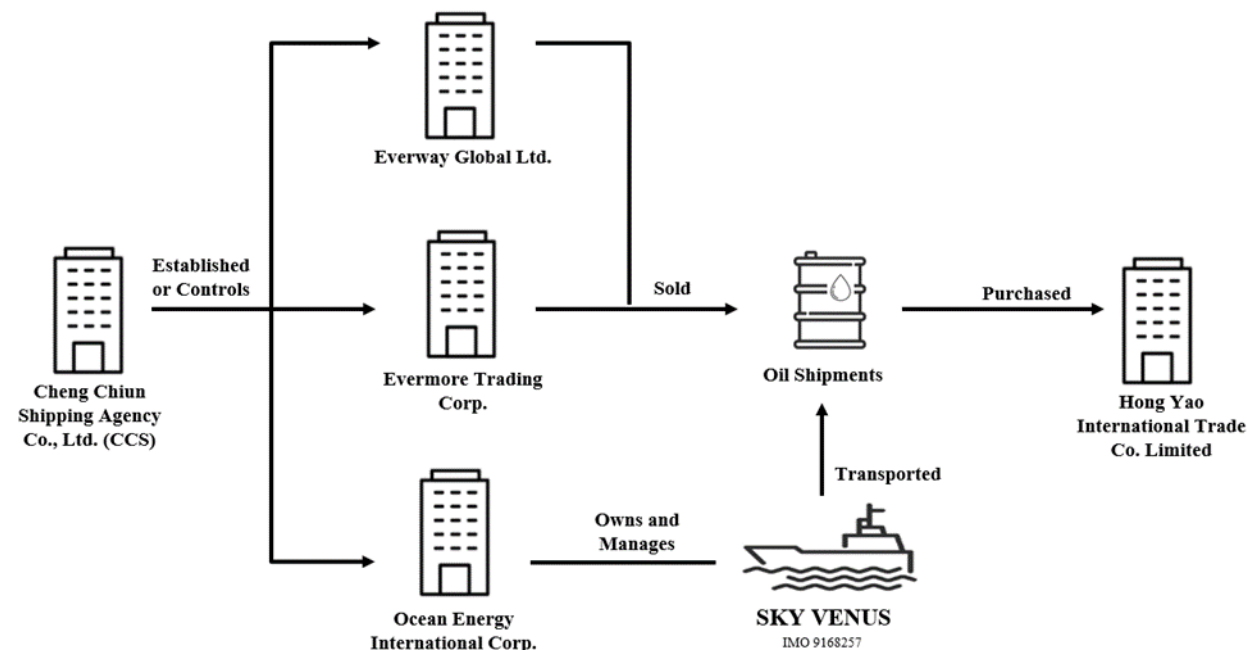 Everway Global Ltd.
Established
or Controls
Sold
Purchased
Cheng Chiun
Shipping Agency
Co., Ltd. (CCS)
Evermore Trading
Corp.
Oil Shipments
Hong Yao
International Trade
Co. Limited
Transported
Owns and
Manages
Ocean Energy
International Corp.
SKY VENUS
IMO 9168257